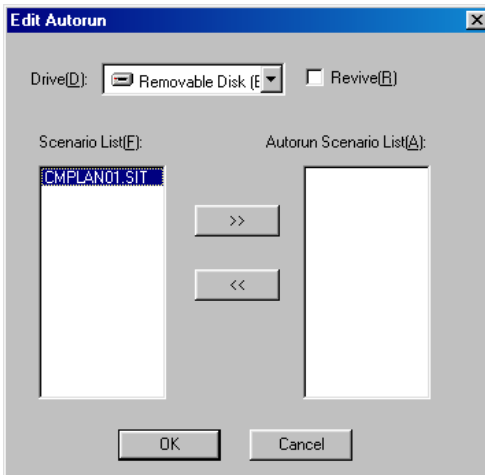 Edit Autorun
Drive(D): Removable Disk (E Revive(R)
Scenario List(F): Autorun Scenario List(A):
CMPLAN01.SIT
>>
<<
OK Cancel